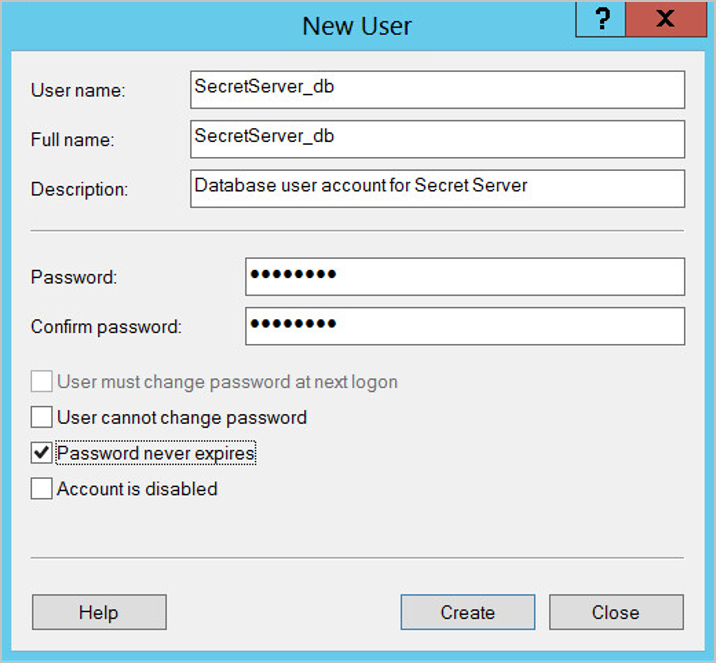 New User
?
X
User name: SecretServer_db
Full name: SecretServer_db
Description: Database user account for Secret Server
Password: ●●●●●●●●
Confirm password: ●●●●●●●●
User must change password at next logon
User cannot change password
Password never expires
Account is disabled
Help Create Close